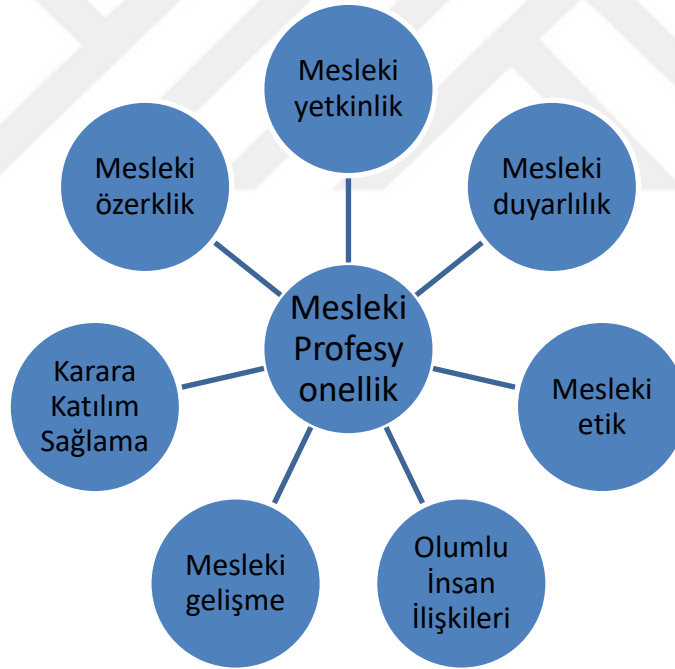 Mesleki
yetkinlik
Mesleki
özerklik
Mesleki
duyarlılık
Mesleki
Profesy
onellik
Karara
Katılım
Sağlama
Mesleki
etik
Mesleki
gelişme
Olumlu
İnsan
İlişkileri